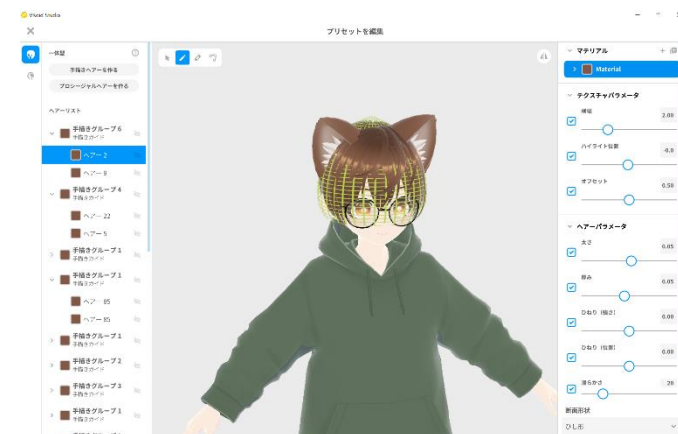 VRoid Studio
プリセットを編集
一体型
手描きヘアーを作る
プロシージャルヘアーを作る
ヘアーリスト
手描きグループ 6
手描きガイド
ヘアー 2
ヘアー 8
手描きグループ 4
手描きガイド
ヘアー 22
ヘアー 5
手描きグループ 1
手描きガイド
手描きグループ 1
手描きガイド
ヘアー 85
ヘアー 85
手描きグループ 1
手描きガイド
手描きグループ 2
手描きガイド
手描きグループ 3
手描きガイド
手描きグループ 1
手描きガイド
マテリアル
Material
テクスチャパラメータ
横幅
2.00
ハイライト位置
-0.0
オフセット
0.50
ヘアーパラメータ
太さ
0.05
厚み
0.05
ひねり (強さ)
0.00
ひねり (位置)
0.00
滑らかさ
20
断面形状
ひし形